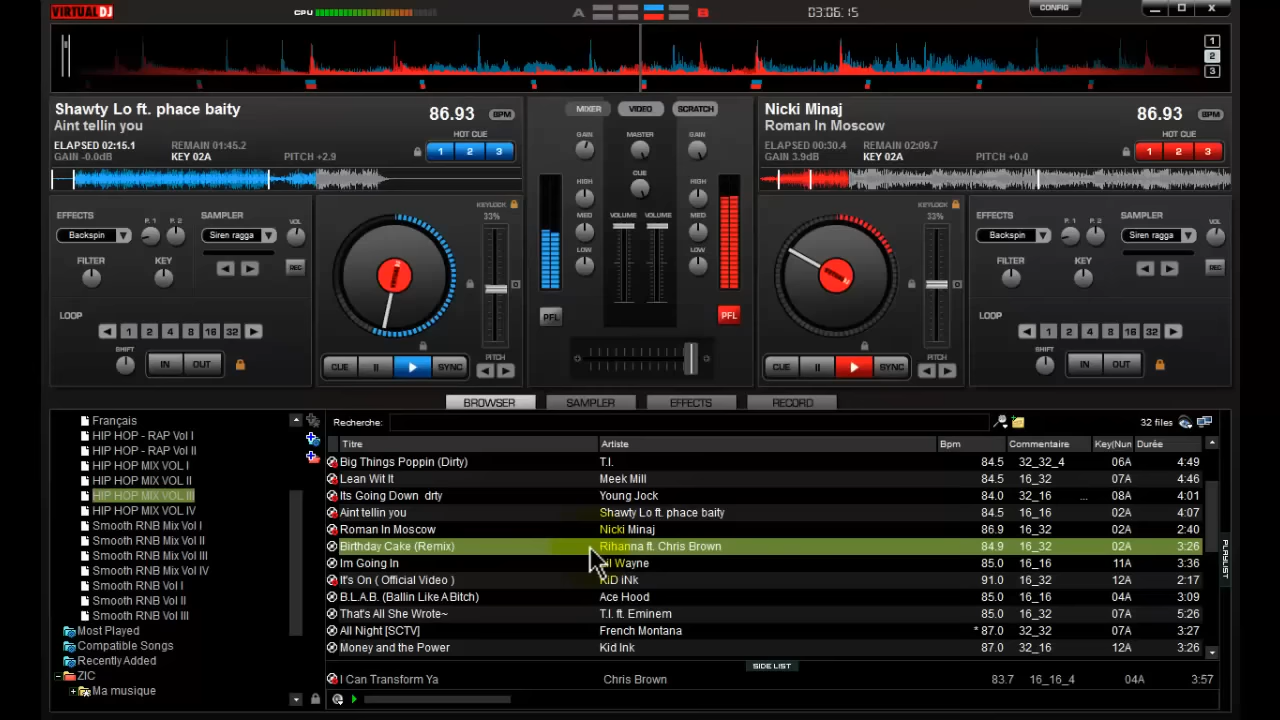 VIRTUAL DJ CPU A B 03:06:15 CONFIG
1
2
3
Shawty Lo ft. phace baity 86.93 BPM
Aint tellin you
HOT CUE
ELAPSED 02:15.1 REMAIN 01:45.2 1 2 3
GAIN -0.0dB KEY 02A PITCH +2.9
MIXER VIDEO SCRATCH
GAIN MASTER GAIN
CUE
HIGH HIGH
MED VOLUME VOLUME MED
LOW LOW
PFL PFL
Nicki Minaj 86.93 BPM
Roman In Moscow
HOT CUE
ELAPSED 00:30.4 REMAIN 02:09.7 1 2 3
GAIN 3.9dB KEY 02A PITCH +0.0
EFFECTS P. 1 P. 2 SAMPLER VOL
Backspin Siren ragga
FILTER KEY REC
LOOP
1 2 4 8 16 32
SHIFT IN OUT
KEYLOCK
33%
CUE SYNC PITCH
KEYLOCK
33%
CUE SYNC PITCH
EFFECTS P. 1 P. 2 SAMPLER VOL
Backspin Siren ragga
FILTER KEY REC
LOOP
1 2 4 8 16 32
SHIFT IN OUT
BROWSER SAMPLER EFFECTS RECORD
Français
HIP HOP - RAP Vol I
HIP HOP - RAP Vol II
HIP HOP MIX VOL I
HIP HOP MIX VOL II
HIP HOP MIX VOL III
HIP HOP MIX VOL IV
Smooth RNB Mix Vol I
Smooth RNB Mix Vol II
Smooth RNB Mix Vol III
Smooth RNB Mix Vol IV
Smooth RNB Vol I
Smooth RNB Vol II
Smooth RNB Vol III
Most Played
Compatible Songs
Recently Added
ZIC
Ma musique
Recherche: 32 files
Titre Artiste Bpm Commentaire Key(Nun Durée
Big Things Poppin (Dirty) T.I. 84.5 32_32_4 06A 4:49
Lean Wit It Meek Mill 84.5 16_32 07A 4:46
Its Going Down drty Young Jock 84.0 32_16 ... 08A 4:01
Aint tellin you Shawty Lo ft. phace baity 84.5 16_16 02A 4:07
Roman In Moscow Nicki Minaj 86.9 16_32 02A 2:40
Birthday Cake (Remix) Rihanna ft. Chris Brown 84.9 16_32 02A 3:26
Im Going In Lil Wayne 85.0 16_32 11A 3:36
It's On ( Official Video ) KiD iNk 91.0 16_32 12A 2:17
B.L.A.B. (Ballin Like A Bitch) Ace Hood 85.0 16_32 04A 3:09
That's All She Wrote~ T.I. ft. Eminem 85.0 16_32 07A 5:26
All Night [SCTV] French Montana * 87.0 32_32 07A 3:27
Money and the Power Kid Ink 87.0 32_16 12A 3:26
SIDE LIST
I Can Transform Ya Chris Brown 83.7 16_16_4 04A 3:57
PLAYLIST